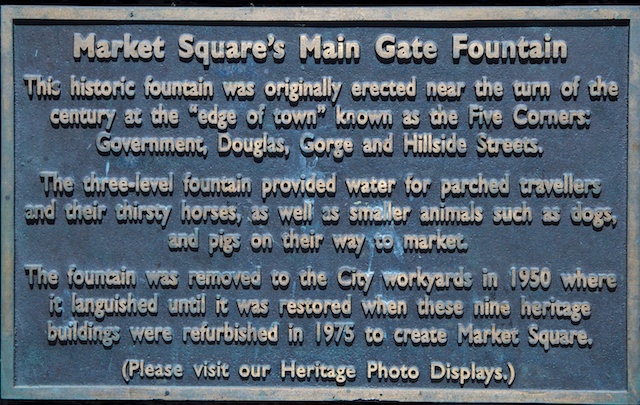 Market Square's Main Gate Fountain
This historic fountain was originally erected near the turn of the
century at the "edge of town" known as the Five Corners:
Government, Douglas, Gorge and Hillside Streets.
The three-level fountain provided water for parched travellers
and their thirsty horses, as well as smaller animals such as dogs,
and pigs on their way to market.
The fountain was removed to the City workyards in 1950 where
it languished until it was restored when these nine heritage
buildings were refurbished in 1975 to create Market Square.
(Please visit our Heritage Photo Displays.)